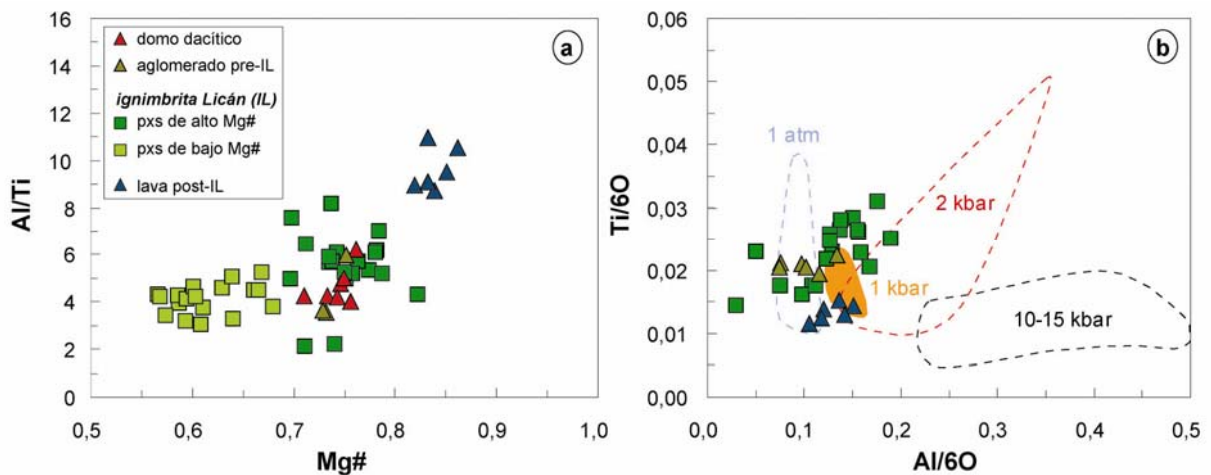 16
14
12
10
8
6
4
2
0
Al/Ti
domo dacítico
aglomerado pre-IL
ignimbrita Licán (IL)
pxs de alto Mg#
pxs de bajo Mg#
lava post-IL
a
0,5 0,6 0,7 0,8 0,9 1,0
Mg#
0,06
0,05
0,04
0,03
0,02
0,01
0,00
Ti/6O
b
1 atm
2 kbar
1 kbar
10-15 kbar
0,0 0,1 0,2 0,3 0,4 0,5
Al/6O